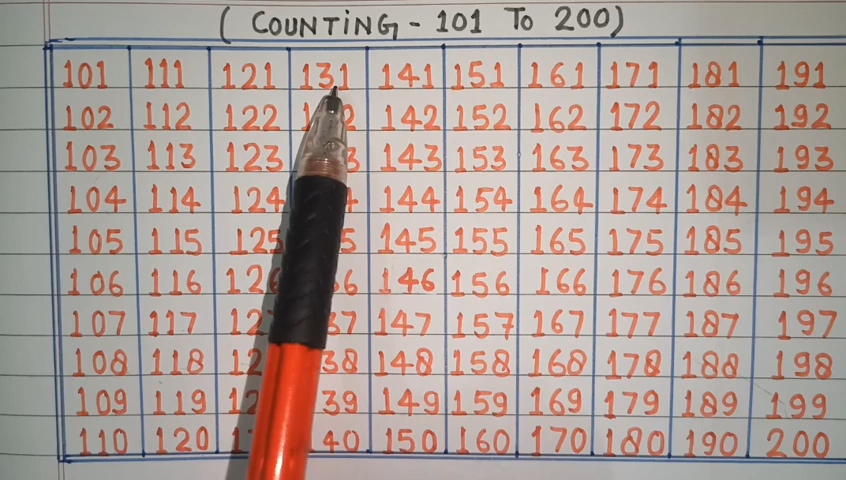 ( COUNTING - 101 To 200)
101 111 121 131 141 151 161 171 181 191
102 112 122 142 152 162 172 182 192
103 113 123 143 153 163 173 183 193
104 114 124 144 154 164 174 184 194
105 115 125 145 155 165 175 185 195
106 116 126 146 156 166 176 186 196
107 117 147 157 167 177 187 197
108 118 148 158 168 178 188 198
109 119 149 159 169 179 189 199
110 120 150 160 170 180 190 200